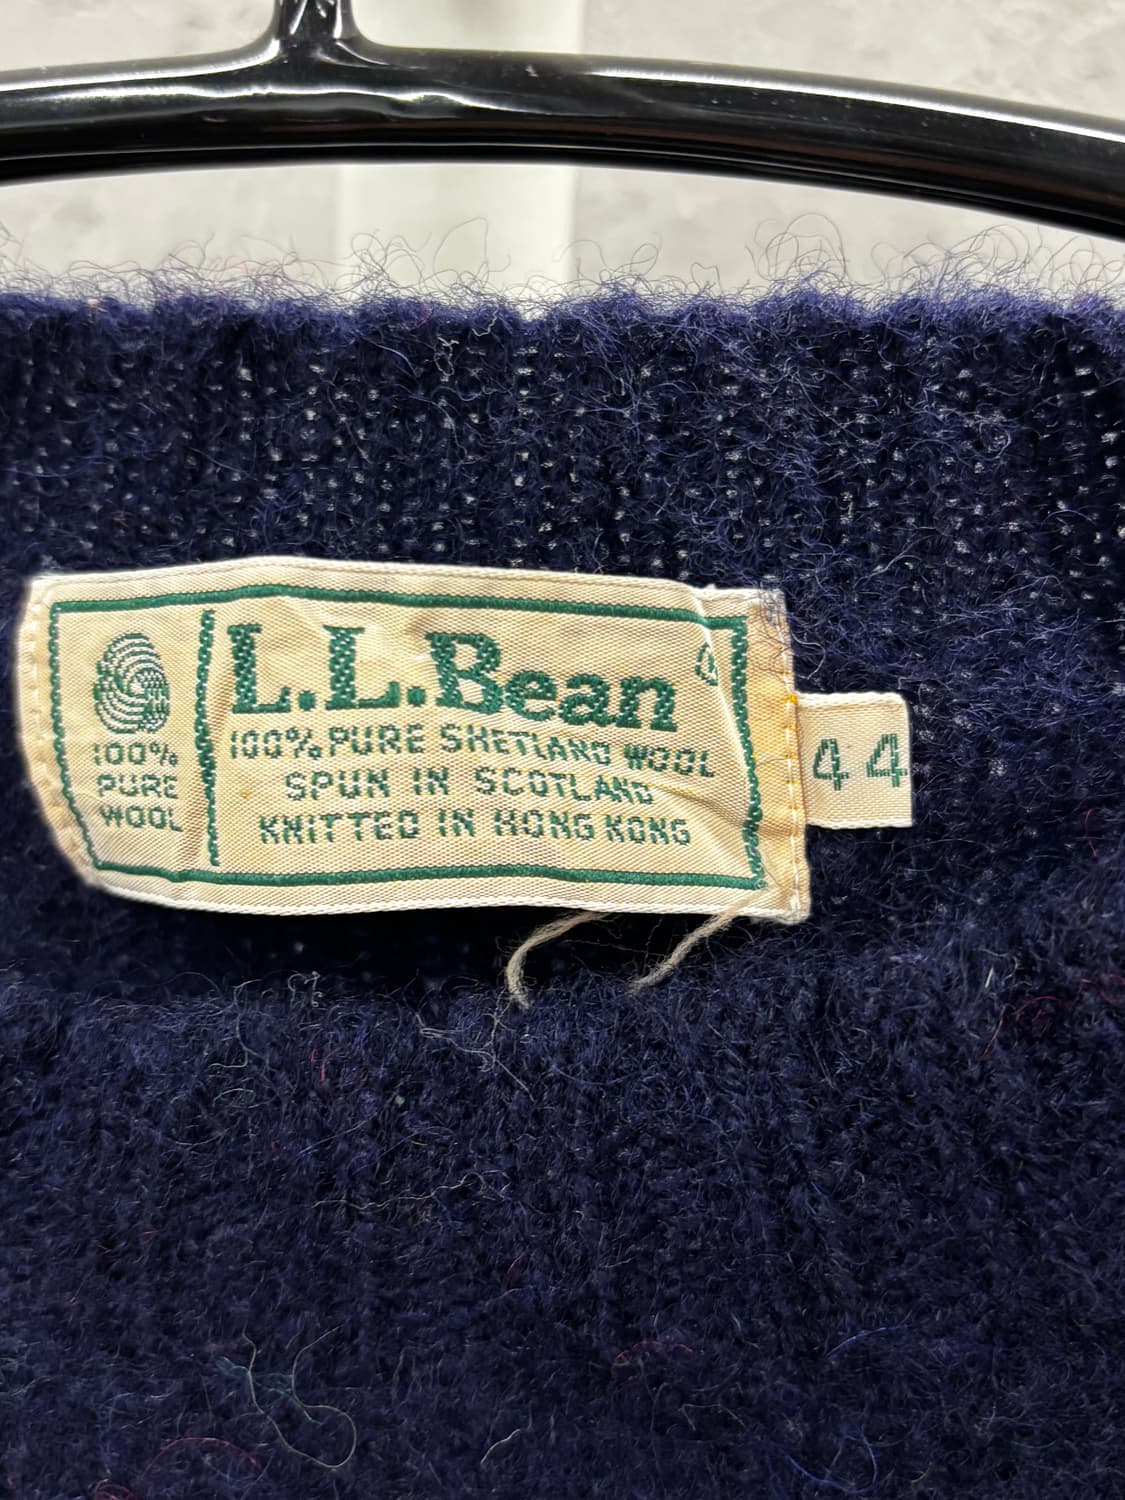 L.L.Bean®
100% PURE SHETLAND WOOL
SPUN IN SCOTLAND
KNITTED IN HONG KONG
100%
PURE
WOOL
44